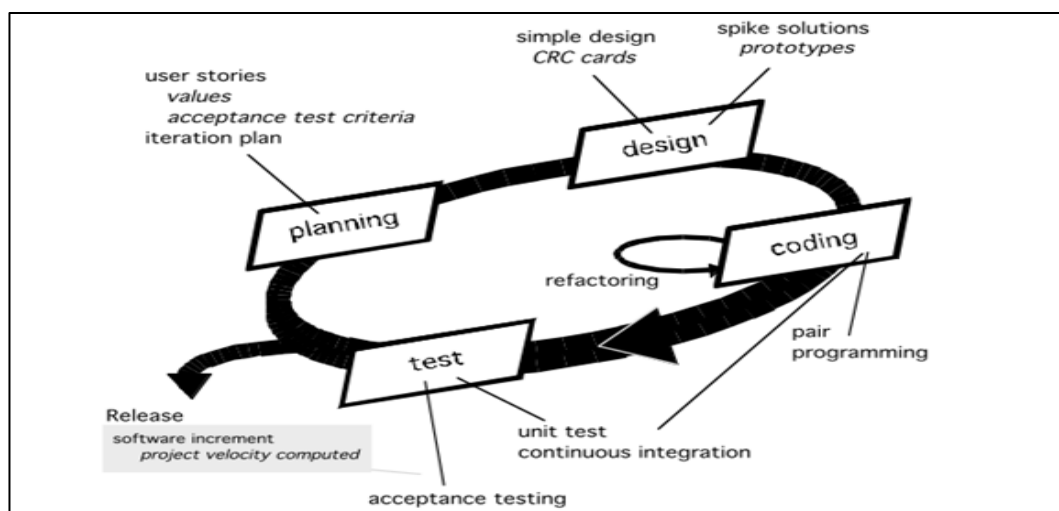 spike solutions
prototypes
simple design
CRC cards
user stories
values
acceptance test criteria
iteration plan
design
planning
coding
refactoring
pair
programming
test
Release
software increment
project velocity computed
unit test
continuous integration
acceptance testing